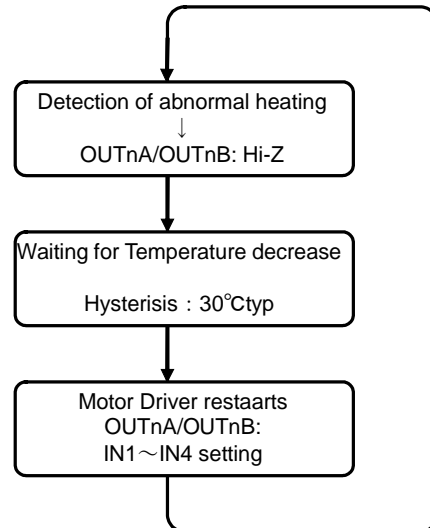 Detection of abnormal heating
↓
OUTnA/OUTnB: Hi-Z
Waiting for Temperature decrease
Hysterisis : 30℃typ
Motor Driver restaarts
OUTnA/OUTnB:
IN1～IN4 setting